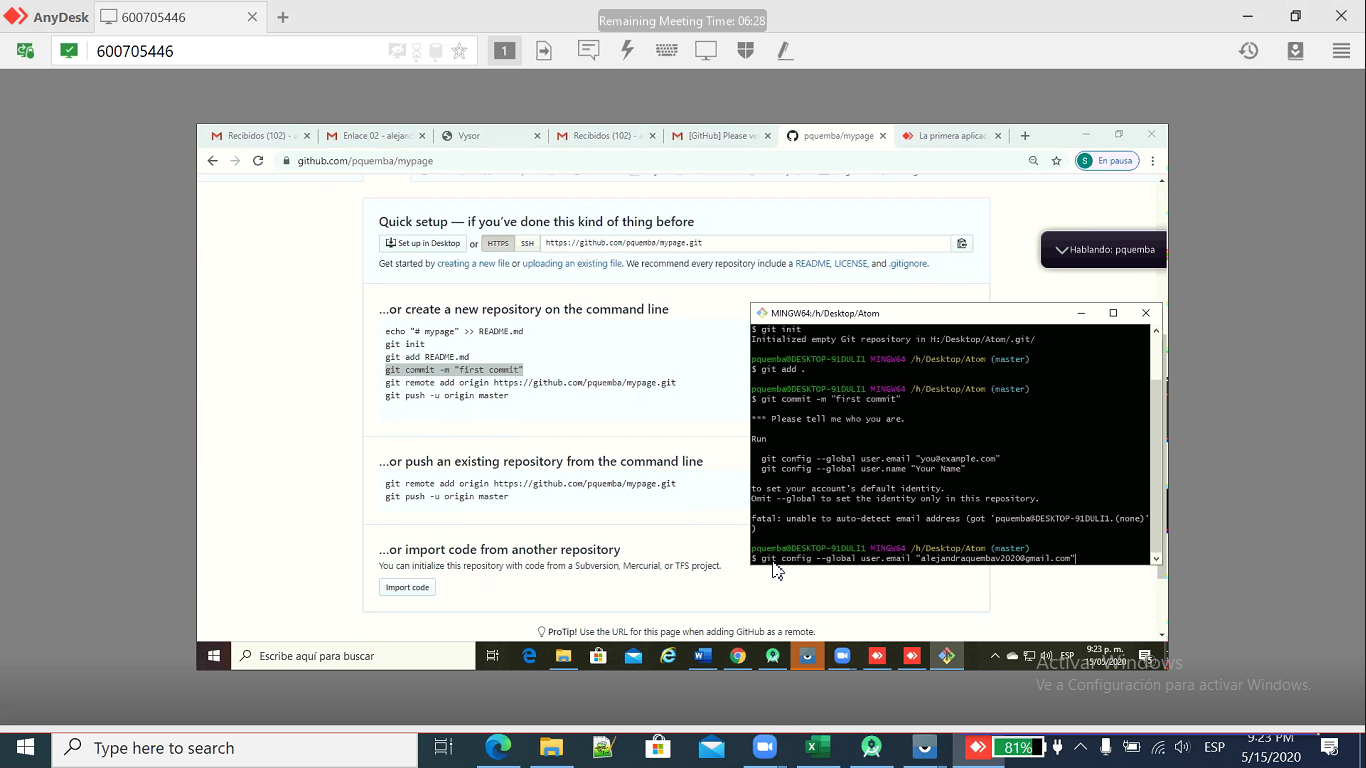 AnyDesk
600705446
Remaining Meeting Time: 06:28
600705446
1
Recibidos (102) - a
Enlace 02 - alejand
Vysor
Recibidos (102) - a
[GitHub] Please ve
pquemba/mypage
La primera aplicac
github.com/pquemba/mypage
S En pausa
Quick setup — if you've done this kind of thing before
Set up in Desktop or HTTPS SSH https://github.com/pquemba/mypage.git
Get started by creating a new file or uploading an existing file. We recommend every repository include a README, LICENSE, and .gitignore.
Hablando: pquemba
…or create a new repository on the command line
echo "# mypage" >> README.md
git init
git add README.md
git commit -m "first commit"
git remote add origin https://github.com/pquemba/mypage.git
git push -u origin master
…or push an existing repository from the command line
git remote add origin https://github.com/pquemba/mypage.git
git push -u origin master
…or import code from another repository
You can initialize this repository with code from a Subversion, Mercurial, or TFS project.
Import code
ProTip! Use the URL for this page when adding GitHub as a remote.
MINGW64:/h/Desktop/Atom
$ git init
Initialized empty Git repository in H:/Desktop/Atom/.git/
pquemba@DESKTOP-91DULI1 MINGW64 /h/Desktop/Atom (master)
$ git add .
pquemba@DESKTOP-91DULI1 MINGW64 /h/Desktop/Atom (master)
$ git commit -m "first commit"
*** Please tell me who you are.
Run
git config --global user.email "you@example.com"
git config --global user.name "Your Name"
to set your account's default identity.
Omit --global to set the identity only in this repository.
fatal: unable to auto-detect email address (got 'pquemba@DESKTOP-91DULI1.(none)'
)
pquemba@DESKTOP-91DULI1 MINGW64 /h/Desktop/Atom (master)
$ git config --global user.email "alejandraquembav2020@gmail.com"
Escribe aquí para buscar
ESP
9:23 p. m.
15/05/2020
Activar Windows
Ve a Configuración para activar Windows.
Type here to search
81%
ESP
9:23 PM
5/15/2020